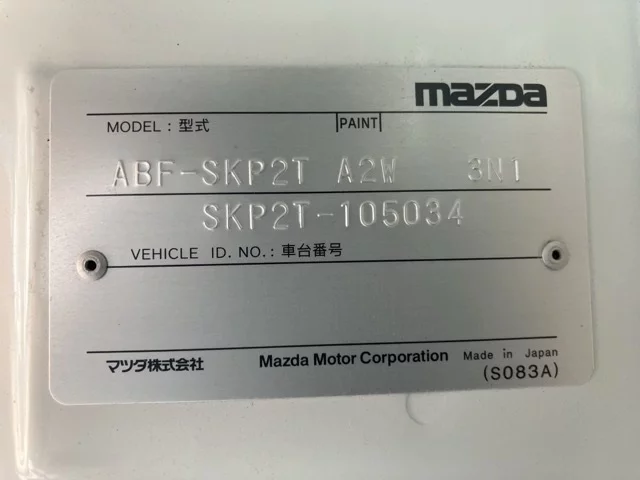 mazda
MODEL : 型式 PAINT
ABF-SKP2T A2W 3N1
SKP2T-105034
VEHICLE ID. NO. : 車台番号
マツダ株式会社 Mazda Motor Corporation Made in Japan
(S083A)